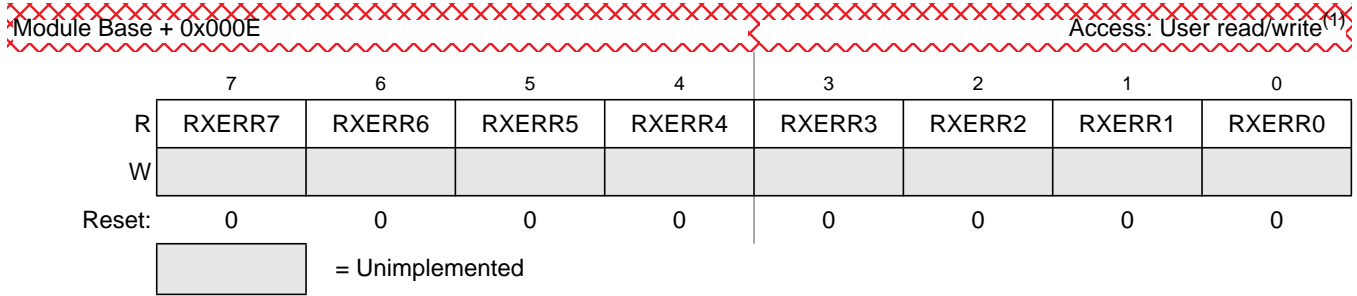 Module Base + 0x000E Access: User read/write(1)
7 6 5 4 3 2 1 0
R RXERR7 RXERR6 RXERR5 RXERR4 RXERR3 RXERR2 RXERR1 RXERR0
W
Reset: 0 0 0 0 0 0 0 0
= Unimplemented